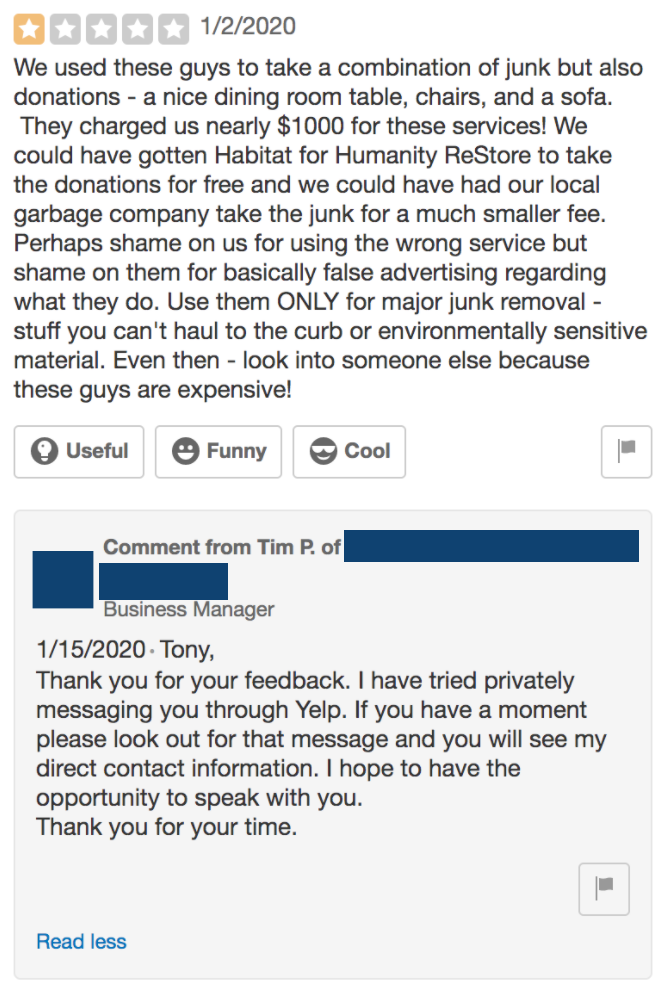 1/2/2020
We used these guys to take a combination of junk but also
donations - a nice dining room table, chairs, and a sofa.
They charged us nearly $1000 for these services! We
could have gotten Habitat for Humanity ReStore to take
the donations for free and we could have had our local
garbage company take the junk for a much smaller fee.
Perhaps shame on us for using the wrong service but
shame on them for basically false advertising regarding
what they do. Use them ONLY for major junk removal -
stuff you can't haul to the curb or environmentally sensitive
material. Even then - look into someone else because
these guys are expensive!
Useful Funny Cool
Comment from Tim P. of
Business Manager
1/15/2020 · Tony,
Thank you for your feedback. I have tried privately
messaging you through Yelp. If you have a moment
please look out for that message and you will see my
direct contact information. I hope to have the
opportunity to speak with you.
Thank you for your time.
Read less